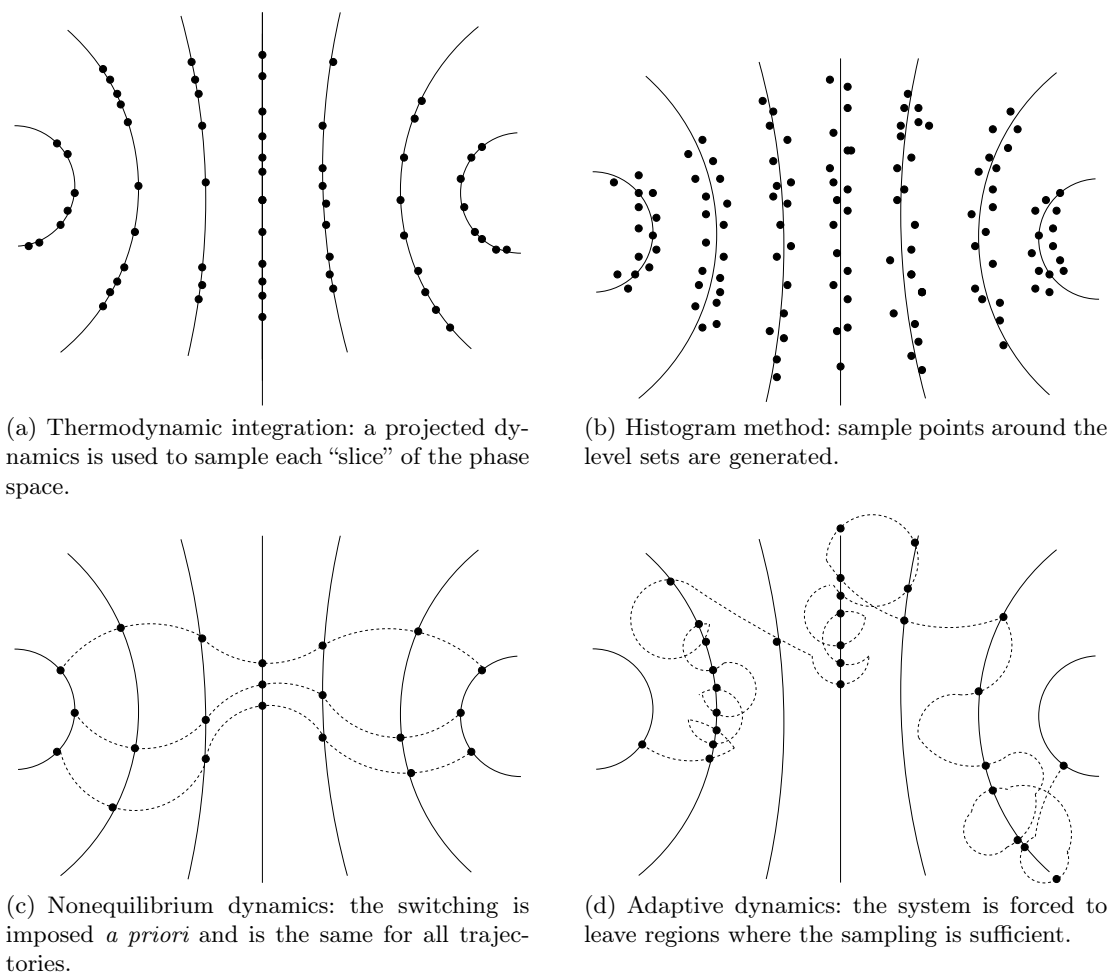 (a) Thermodynamic integration: a projected dy-
namics is used to sample each “slice” of the phase
space.
(b) Histogram method: sample points around the
level sets are generated.
(c) Nonequilibrium dynamics: the switching is
imposed a priori and is the same for all trajec-
tories.
(d) Adaptive dynamics: the system is forced to
leave regions where the sampling is sufficient.